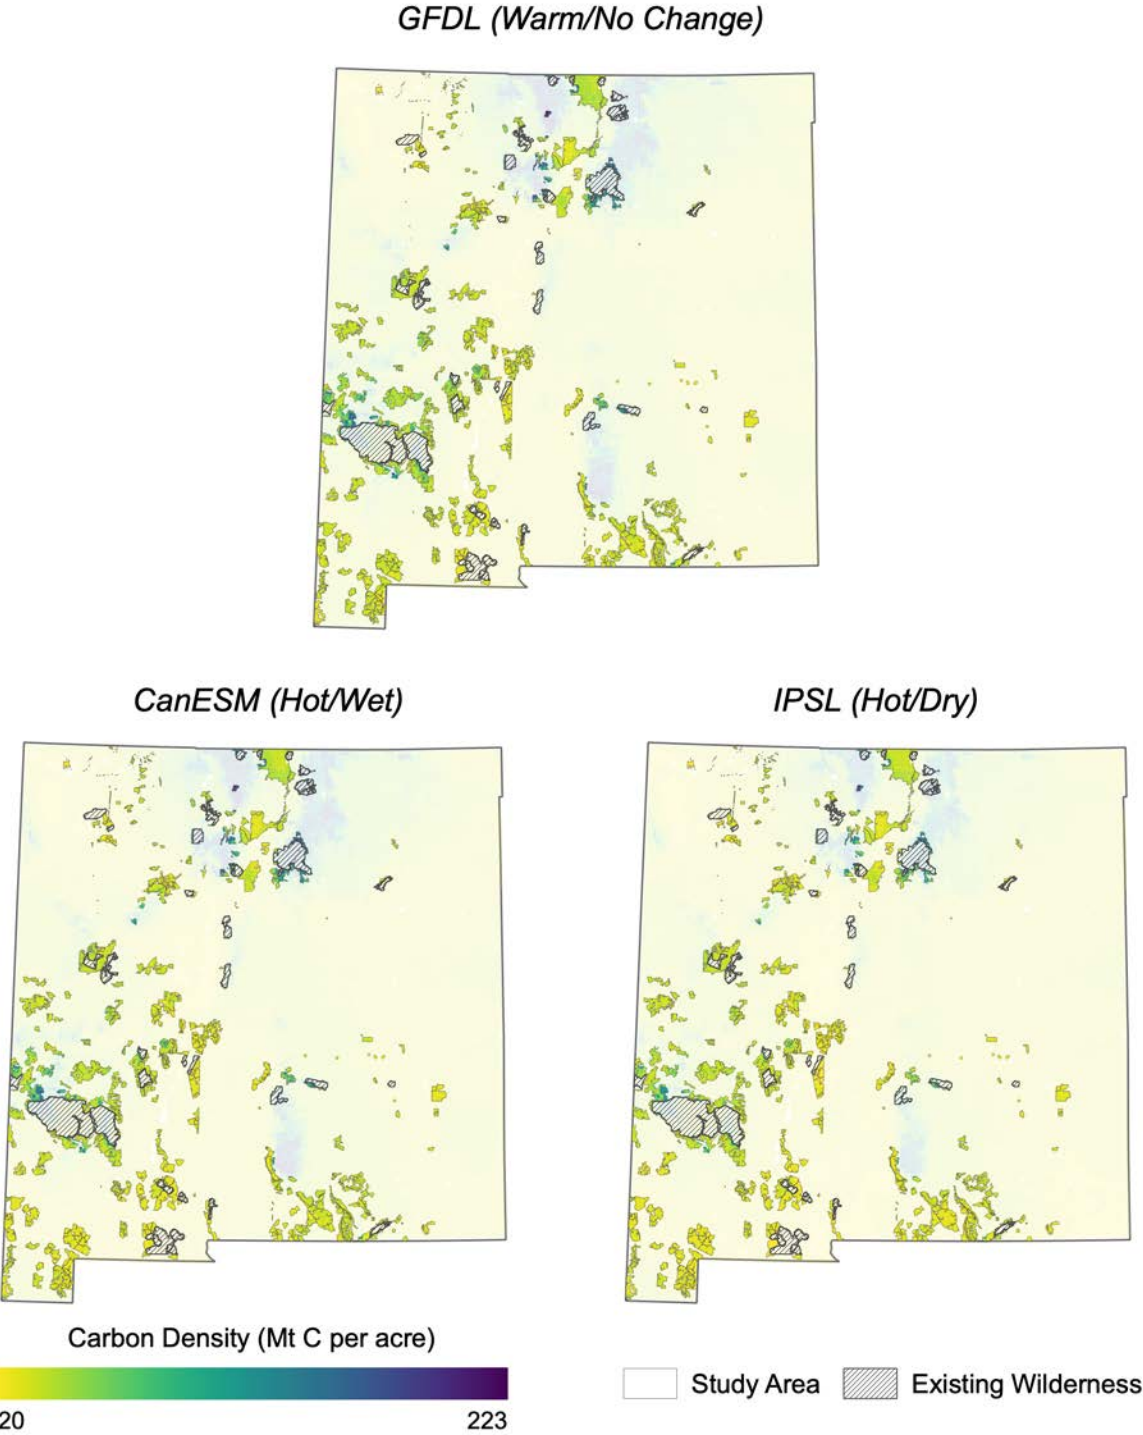 GFDL (Warm/No Change)
CanESM (Hot/Wet)
IPSL (Hot/Dry)
Carbon Density (Mt C per acre)
20
223
Study Area
Existing Wilderness